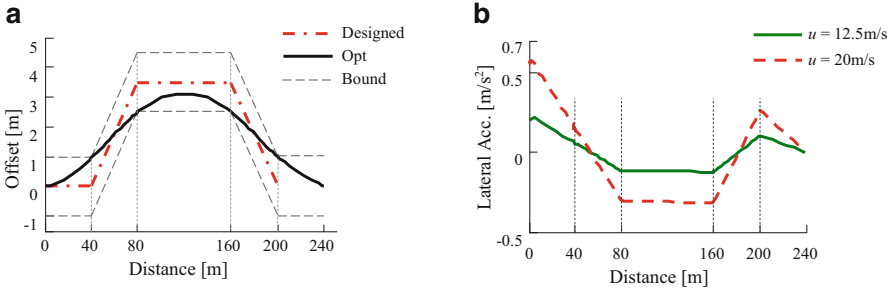 a
Designed
Opt
Bound
Offset [m]
5
4
3
2
1
0
-1
0 40 80 160 200 240
Distance [m]
b
u = 12.5m/s
u = 20m/s
Lateral Acc. [m/s²]
0.7
0.5
0
-0.5
0 40 80 160 200 240
Distance [m]